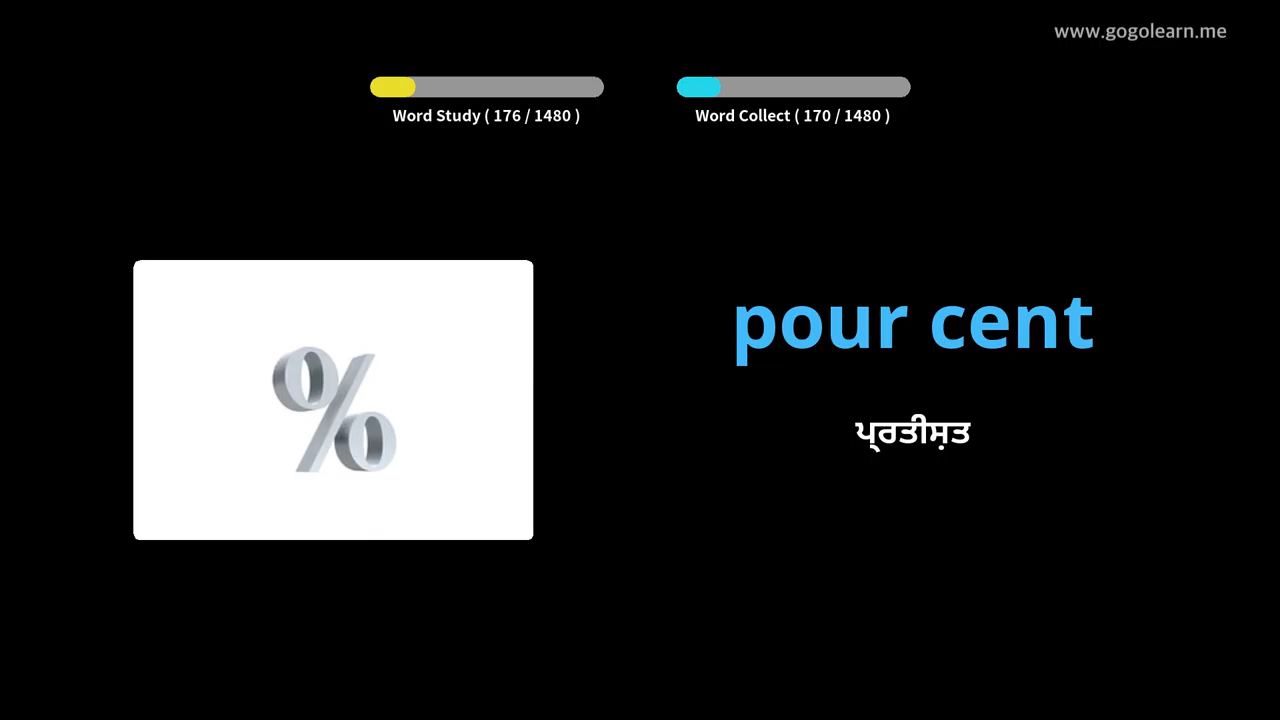 www.gogolearn.me
Word Study ( 176 / 1480 )
Word Collect ( 170 / 1480 )
%
pour cent
ਪ੍ਰਤੀਸ਼ਤ